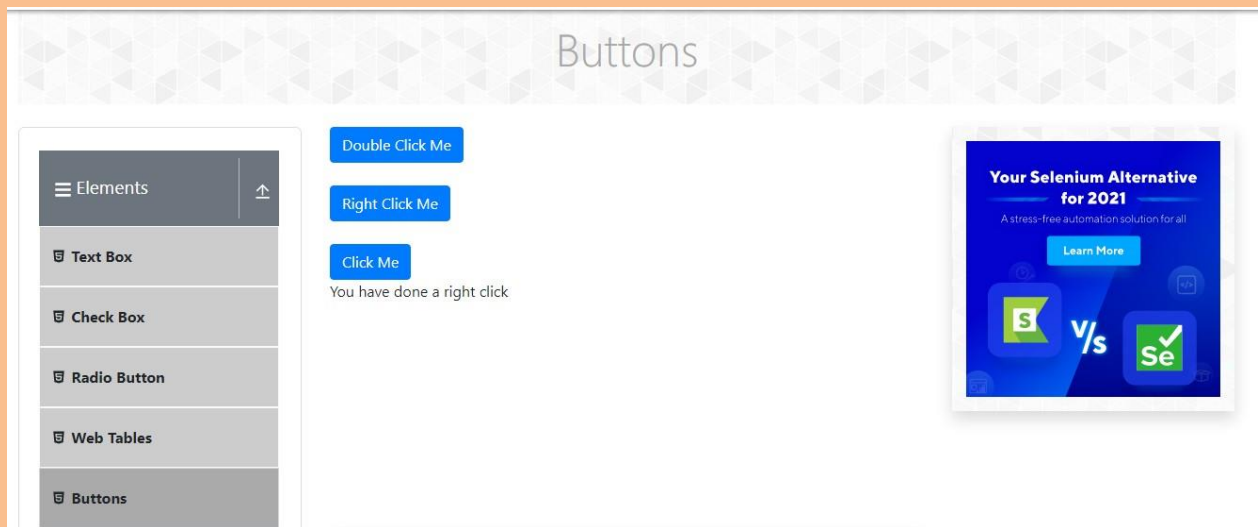 Buttons
Elements
Text Box
Check Box
Radio Button
Web Tables
Buttons
Double Click Me
Right Click Me
Click Me
You have done a right click
Your Selenium Alternative
for 2021
A stress-free automation solution for all
Learn More
S
V/s
Se